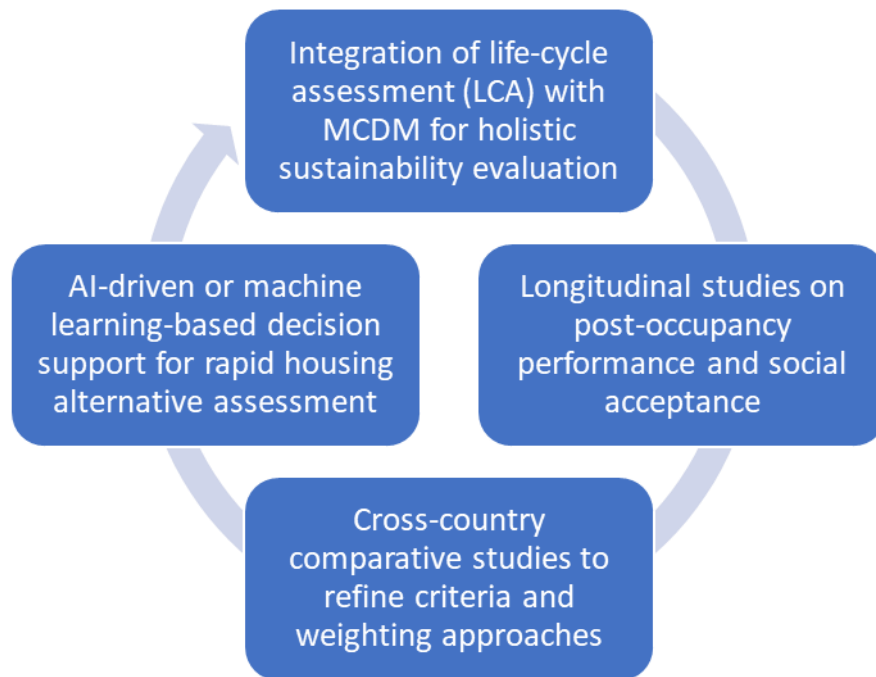 Integration of life-cycle
assessment (LCA) with
MCDM for holistic
sustainability evaluation
Longitudinal studies on
post-occupancy
performance and social
acceptance
Cross-country
comparative studies to
refine criteria and
weighting approaches
AI-driven or machine
learning-based decision
support for rapid housing
alternative assessment